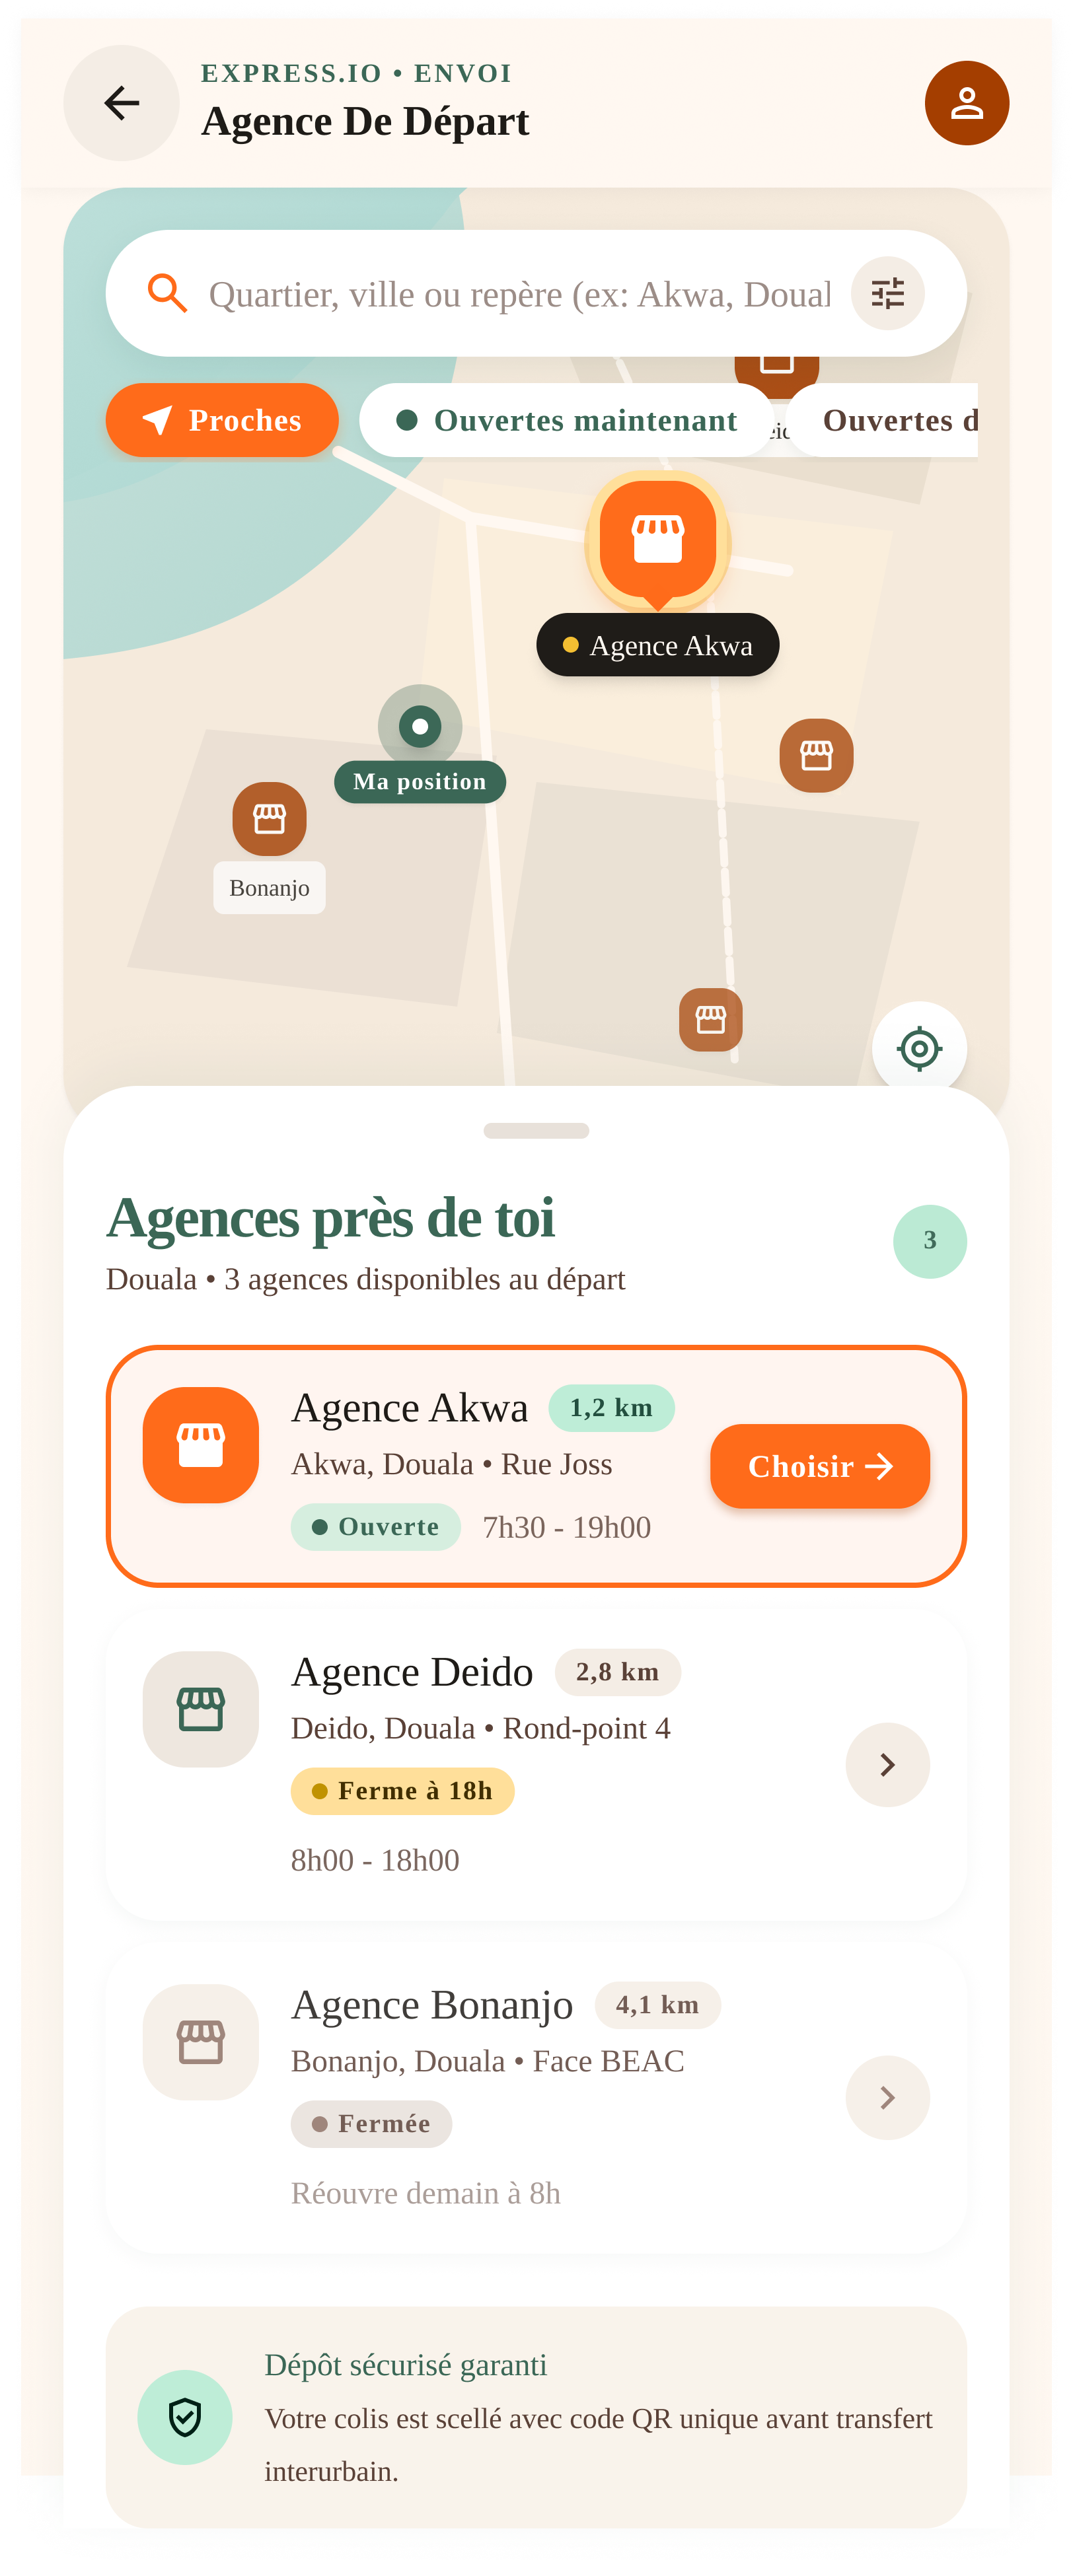 EXPRESS.IO • ENVOI
Agence De Départ
Quartier, ville ou repère (ex: Akwa, Doual
Proches
Ouvertes maintenant
Ouvertes d
Agence Akwa
Ma position
Bonanjo
Agences près de toi
3
Douala • 3 agences disponibles au départ
Agence Akwa
1,2 km
Akwa, Douala • Rue Joss
Choisir
Ouverte
7h30 - 19h00
Agence Deido
2,8 km
Deido, Douala • Rond-point 4
Ferme à 18h
8h00 - 18h00
Agence Bonanjo
4,1 km
Bonanjo, Douala • Face BEAC
Fermée
Réouvre demain à 8h
Dépôt sécurisé garanti
Votre colis est scellé avec code QR unique avant transfert
interurbain.